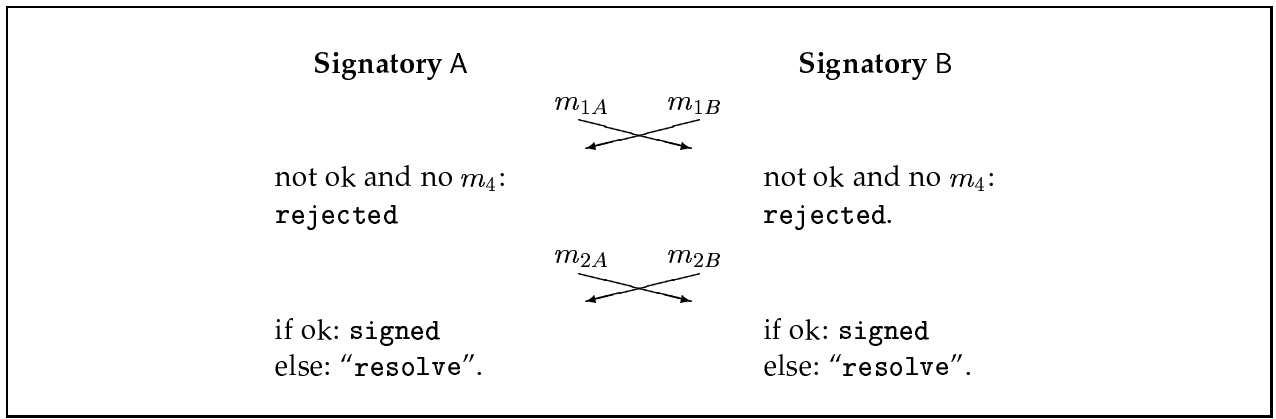 Signatory A Signatory B
m1A m1B
not ok and no m4: not ok and no m4:
rejected rejected.
m2A m2B
if ok: signed if ok: signed
else: “resolve”. else: “resolve”.